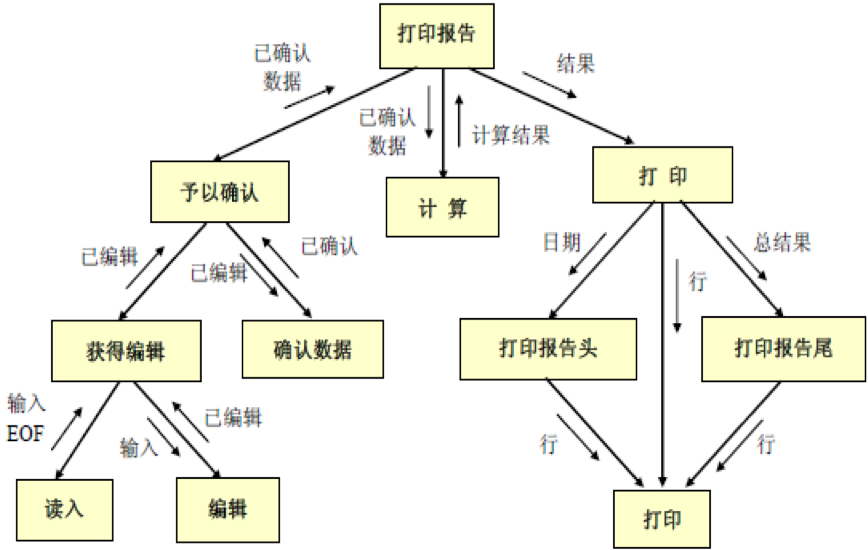 打印报告
已确认
数据
结果
已确认
数据
计算结果
予以确认
计 算
打 印
已编辑
已编辑
已确认
日期
行
总结果
获得编辑
确认数据
打印报告头
打印报告尾
输入
EOF
输入
已编辑
行
行
读入
编辑
打印